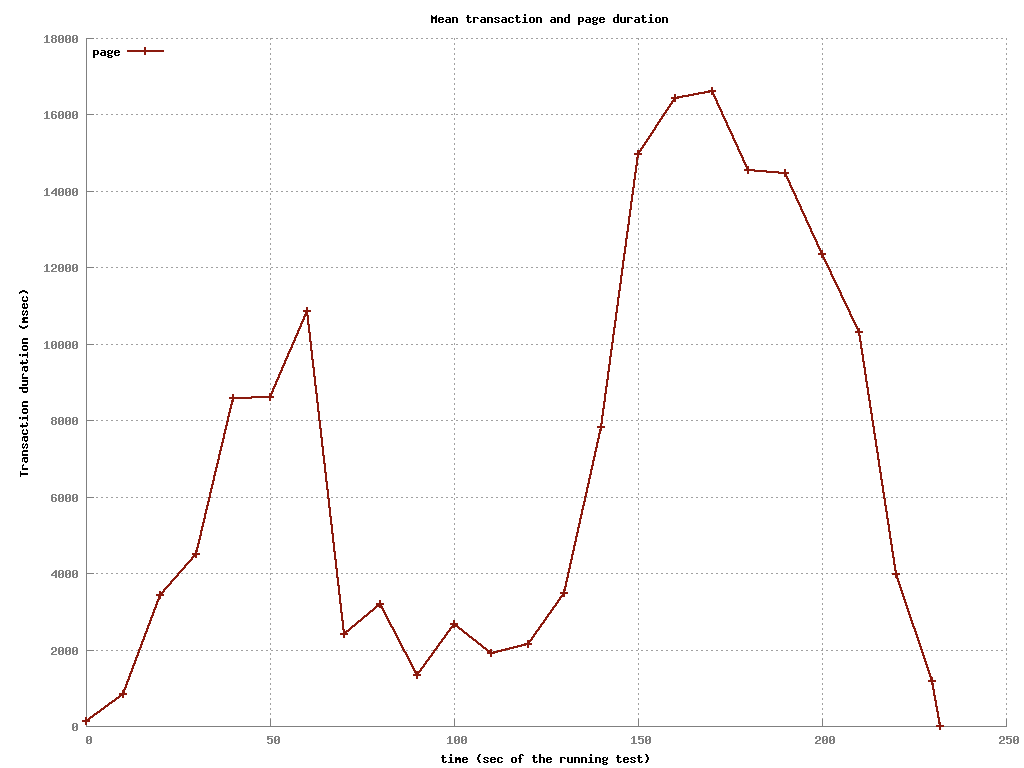 Mean transaction and page duration
18000
page
16000
14000
12000
10000
8000
6000
4000
2000
0
Transaction duration (msec)
0 50 100 150 200 250
time (sec of the running test)